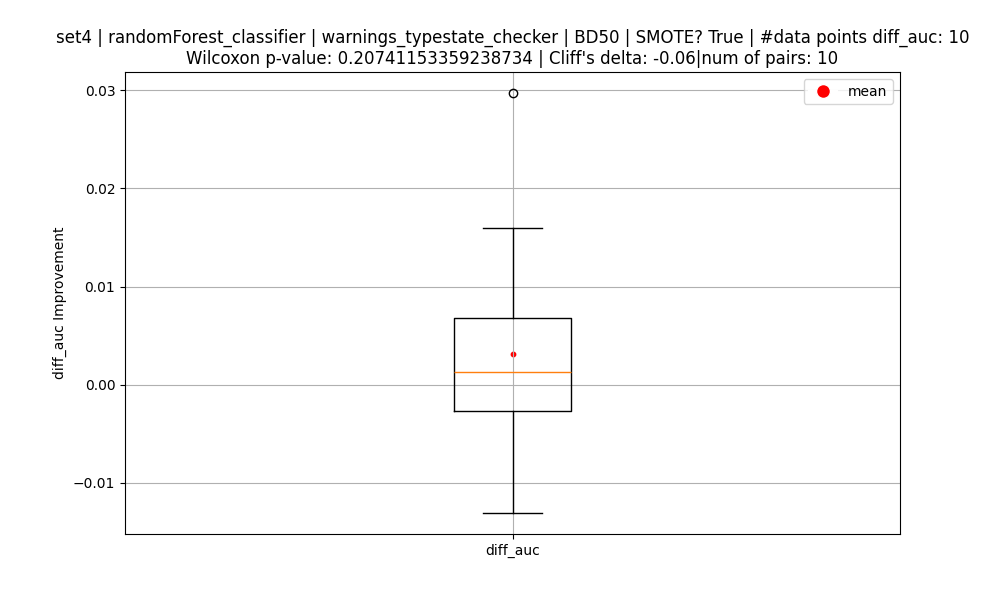 set4 | randomForest_classifier | warnings_typestate_checker | BD50 | SMOTE? True | #data points diff_auc: 10
Wilcoxon p-value: 0.20741153359238734 | Cliff's delta: -0.06|num of pairs: 10
mean
0.03
0.02
0.01
0.00
−0.01
diff_auc Improvement
diff_auc